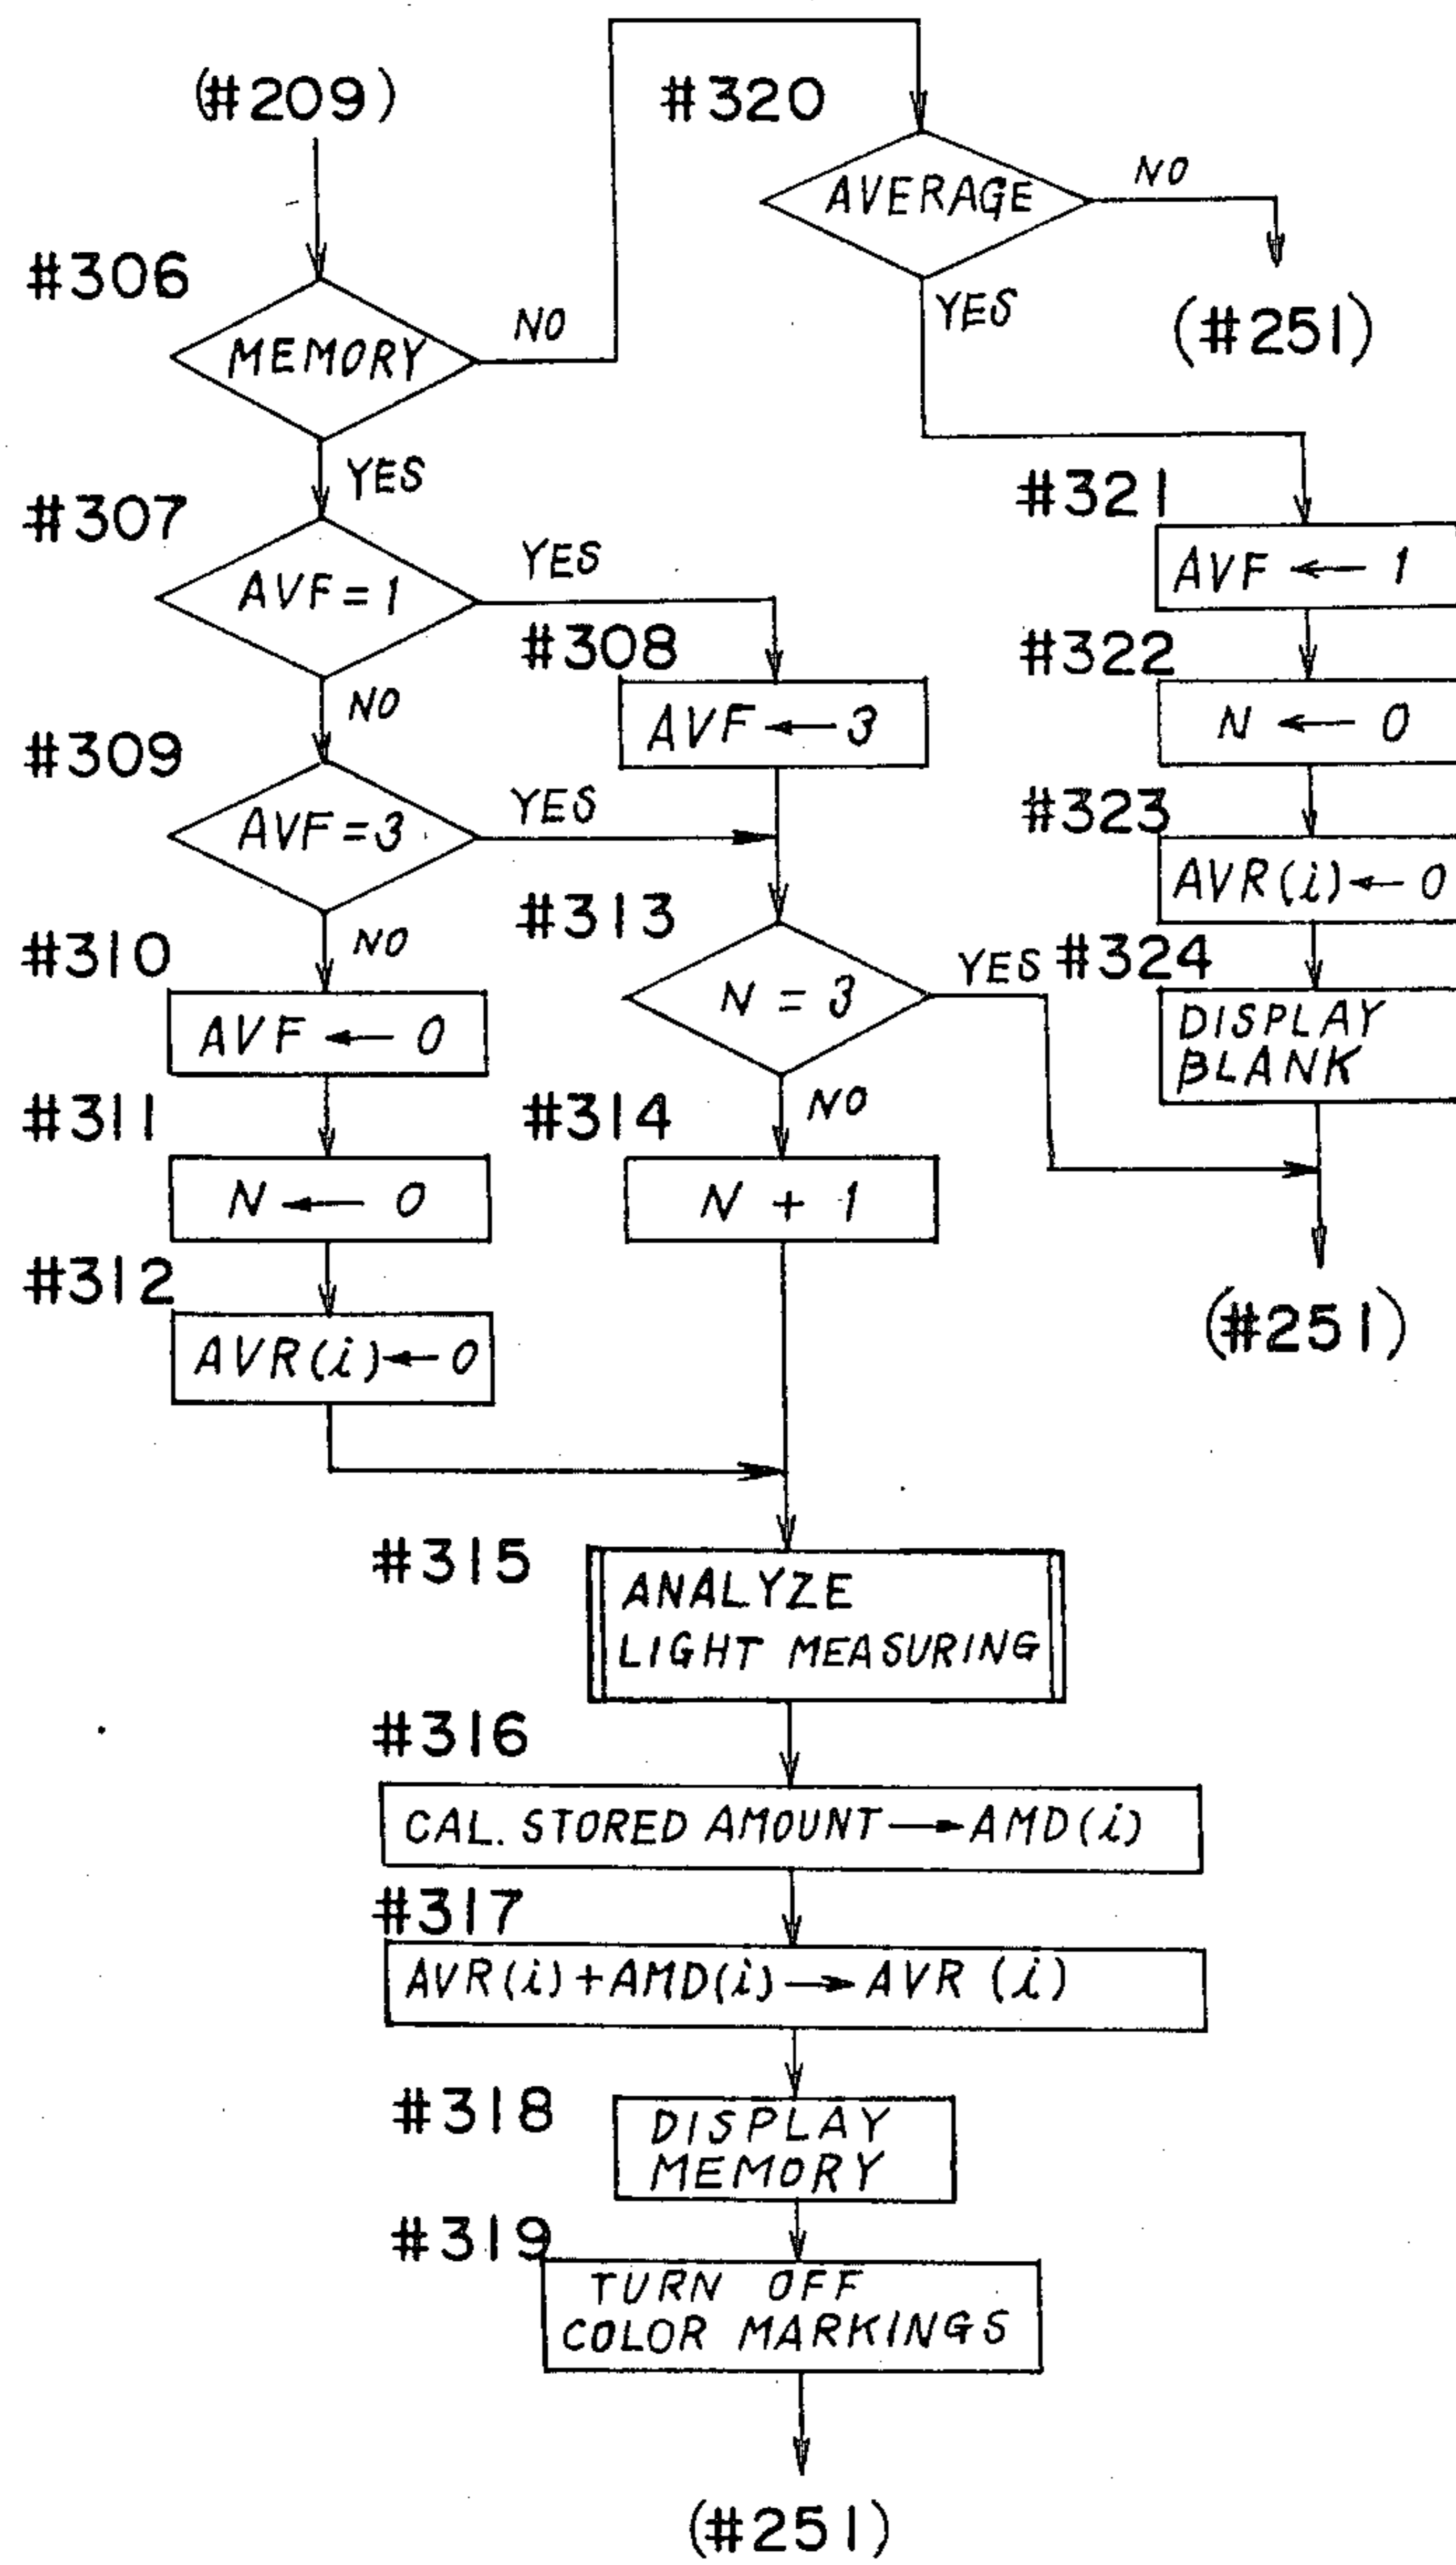 (#209)
#306
MEMORY
NO
YES
#307
AVF = 1
YES
#308
AVF ← 3
NO
#309
AVF = 3
YES
NO
#310
AVF ← 0
#311
N ← 0
#312
AVR(i) ← 0
#313
N = 3
YES
NO
#314
N + 1
#315
ANALYZE
LIGHT MEASURING
#316
CAL. STORED AMOUNT → AMD(i)
#317
AVR(i) + AMD(i) → AVR (i)
#318
DISPLAY
MEMORY
#319
TURN OFF
COLOR MARKINGS
(#251)
#320
AVERAGE
NO
(#251)
YES
#321
AVF ← 1
#322
N ← 0
#323
AVR(i) ← 0
#324
DISPLAY
BLANK
(#251)